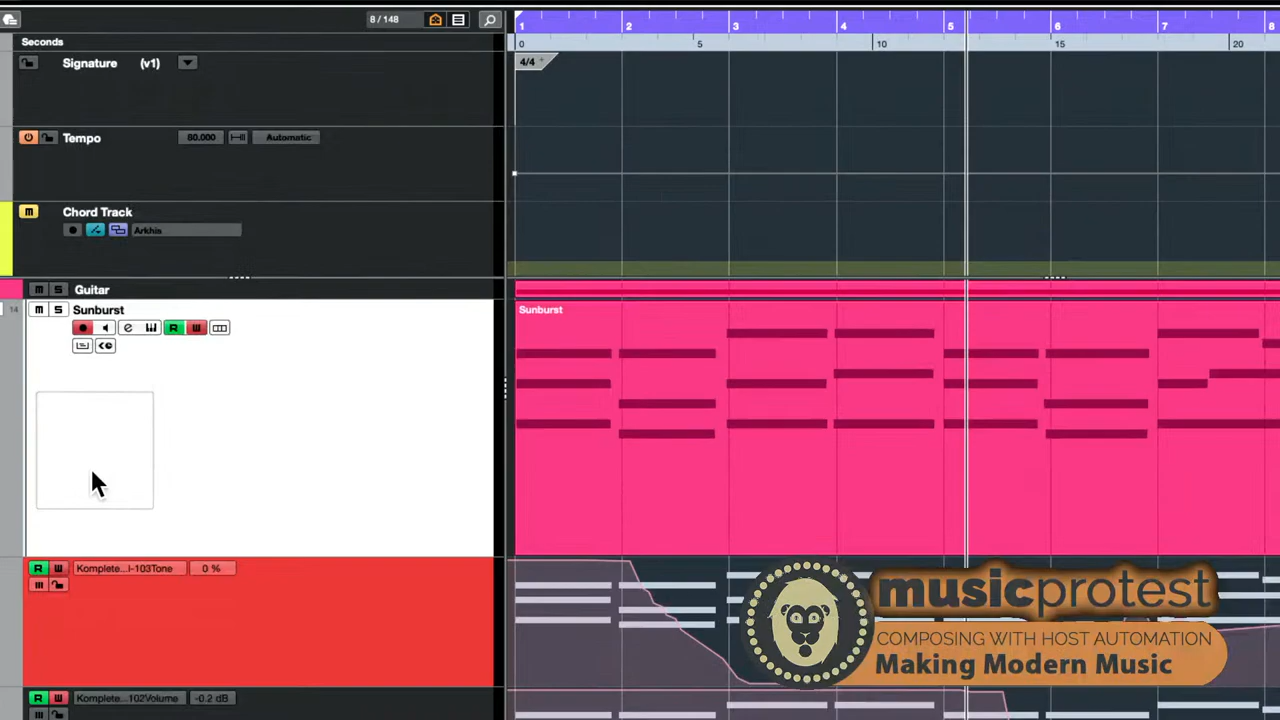 8 / 148
1 2 3 4 5 6 7 8
Seconds
0 5 10 15 20
Signature (v1)
4/4
Tempo 80.000 Automatic
m Chord Track
Arkhis
m S Guitar
14 m S Sunburst
Sunburst
e R W
R W Komplete...I-103Tone 0 %
R W Komplete...102Volume -0.2 dB
musicprotest
COMPOSING WITH HOST AUTOMATION
Making Modern Music